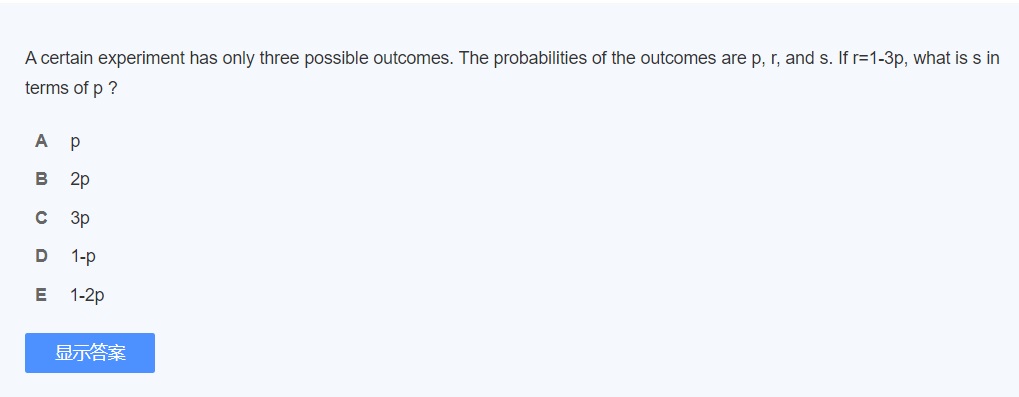 A certain experiment has only three possible outcomes. The probabilities of the outcomes are p, r, and s. If r=1-3p, what is s in
terms of p ?
A p
B 2p
C 3p
D 1-p
E 1-2p
显示答案